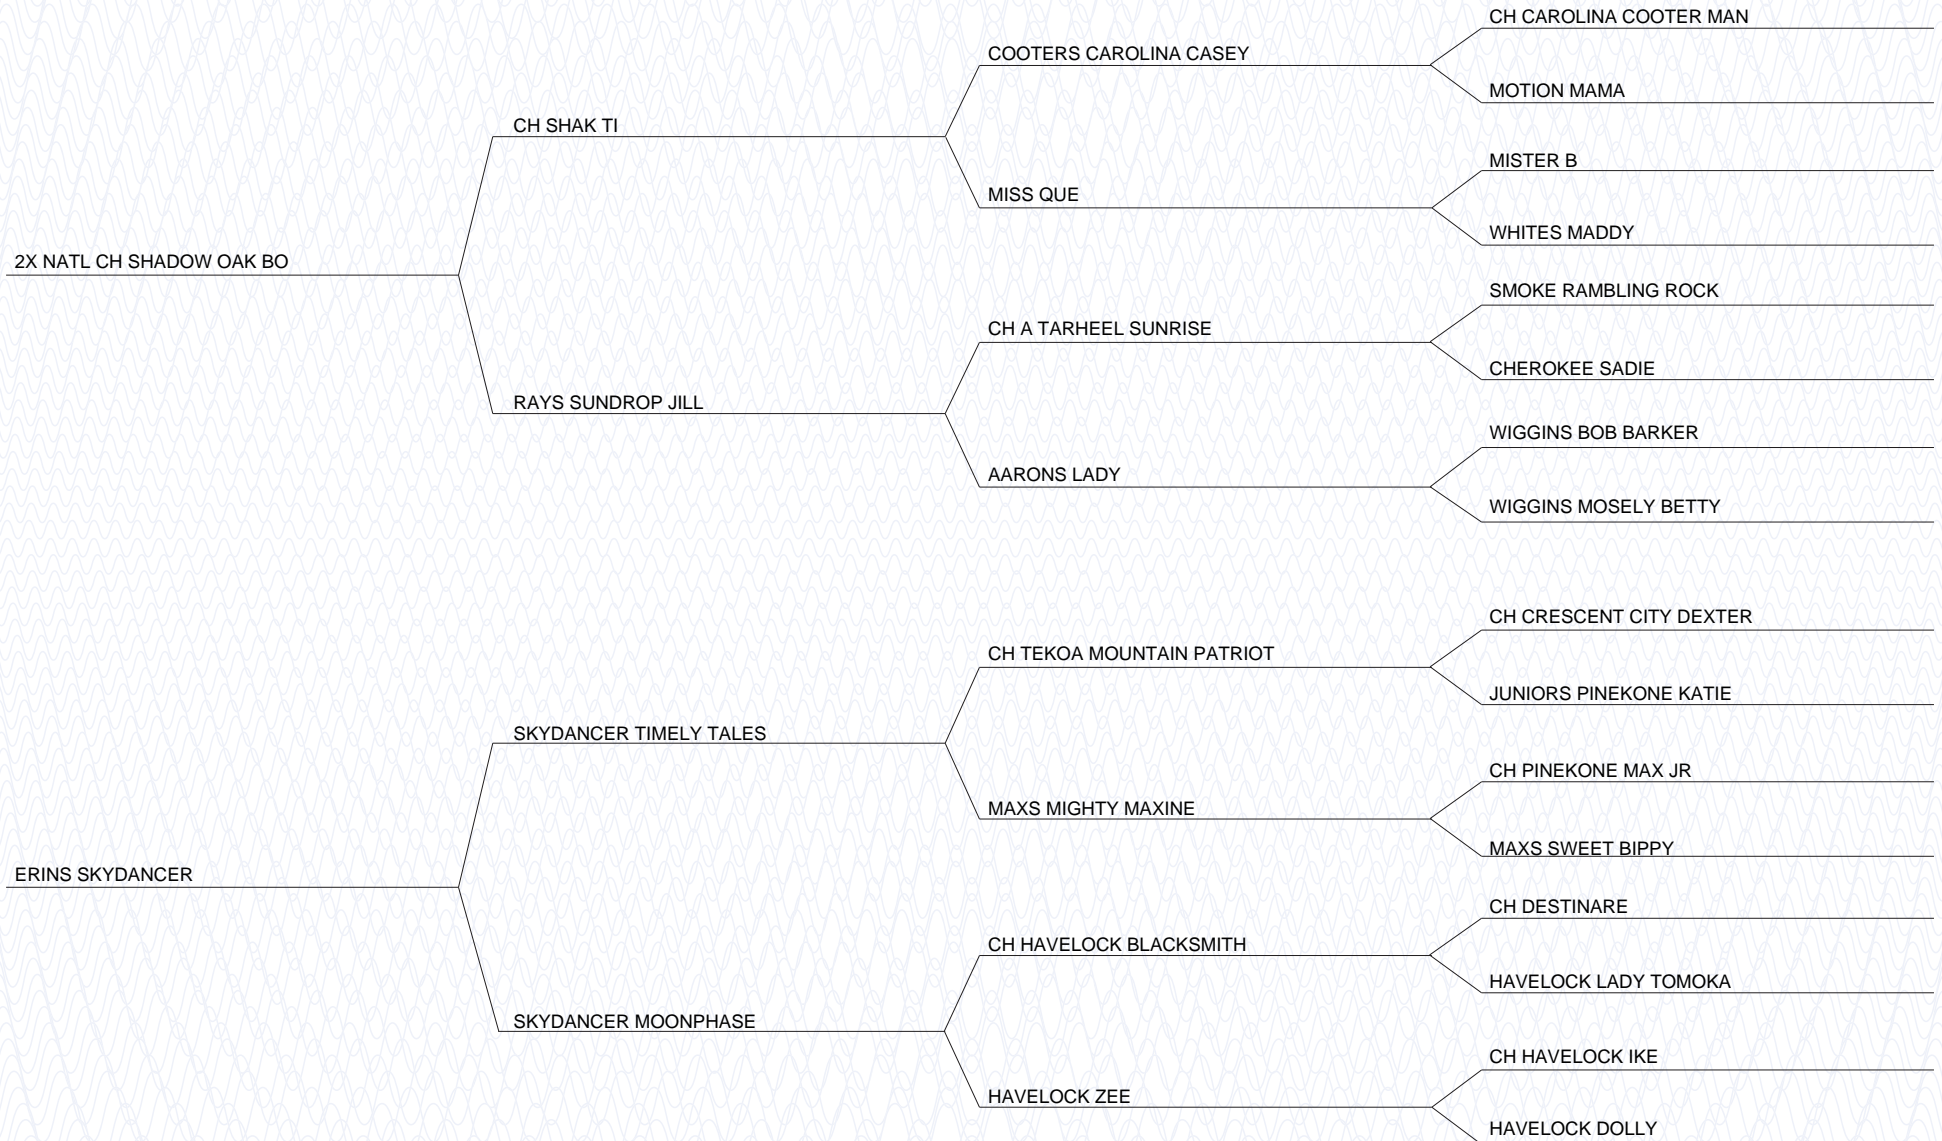 CH CAROLINA COOTER MAN
COOTERS CAROLINA CASEY
MOTION MAMA
CH SHAK TI
MISTER B
MISS QUE
WHITES MADDY
2X NATL CH SHADOW OAK BO
SMOKE RAMBLING ROCK
CH A TARHEEL SUNRISE
CHEROKEE SADIE
RAYS SUNDROP JILL
WIGGINS BOB BARKER
AARONS LADY
WIGGINS MOSELY BETTY
CH CRESCENT CITY DEXTER
CH TEKOA MOUNTAIN PATRIOT
JUNIORS PINEKONE KATIE
SKYDANCER TIMELY TALES
CH PINEKONE MAX JR
MAXS MIGHTY MAXINE
MAXS SWEET BIPPY
ERINS SKYDANCER
CH DESTINARE
CH HAVELOCK BLACKSMITH
HAVELOCK LADY TOMOKA
SKYDANCER MOONPHASE
CH HAVELOCK IKE
HAVELOCK ZEE
HAVELOCK DOLLY